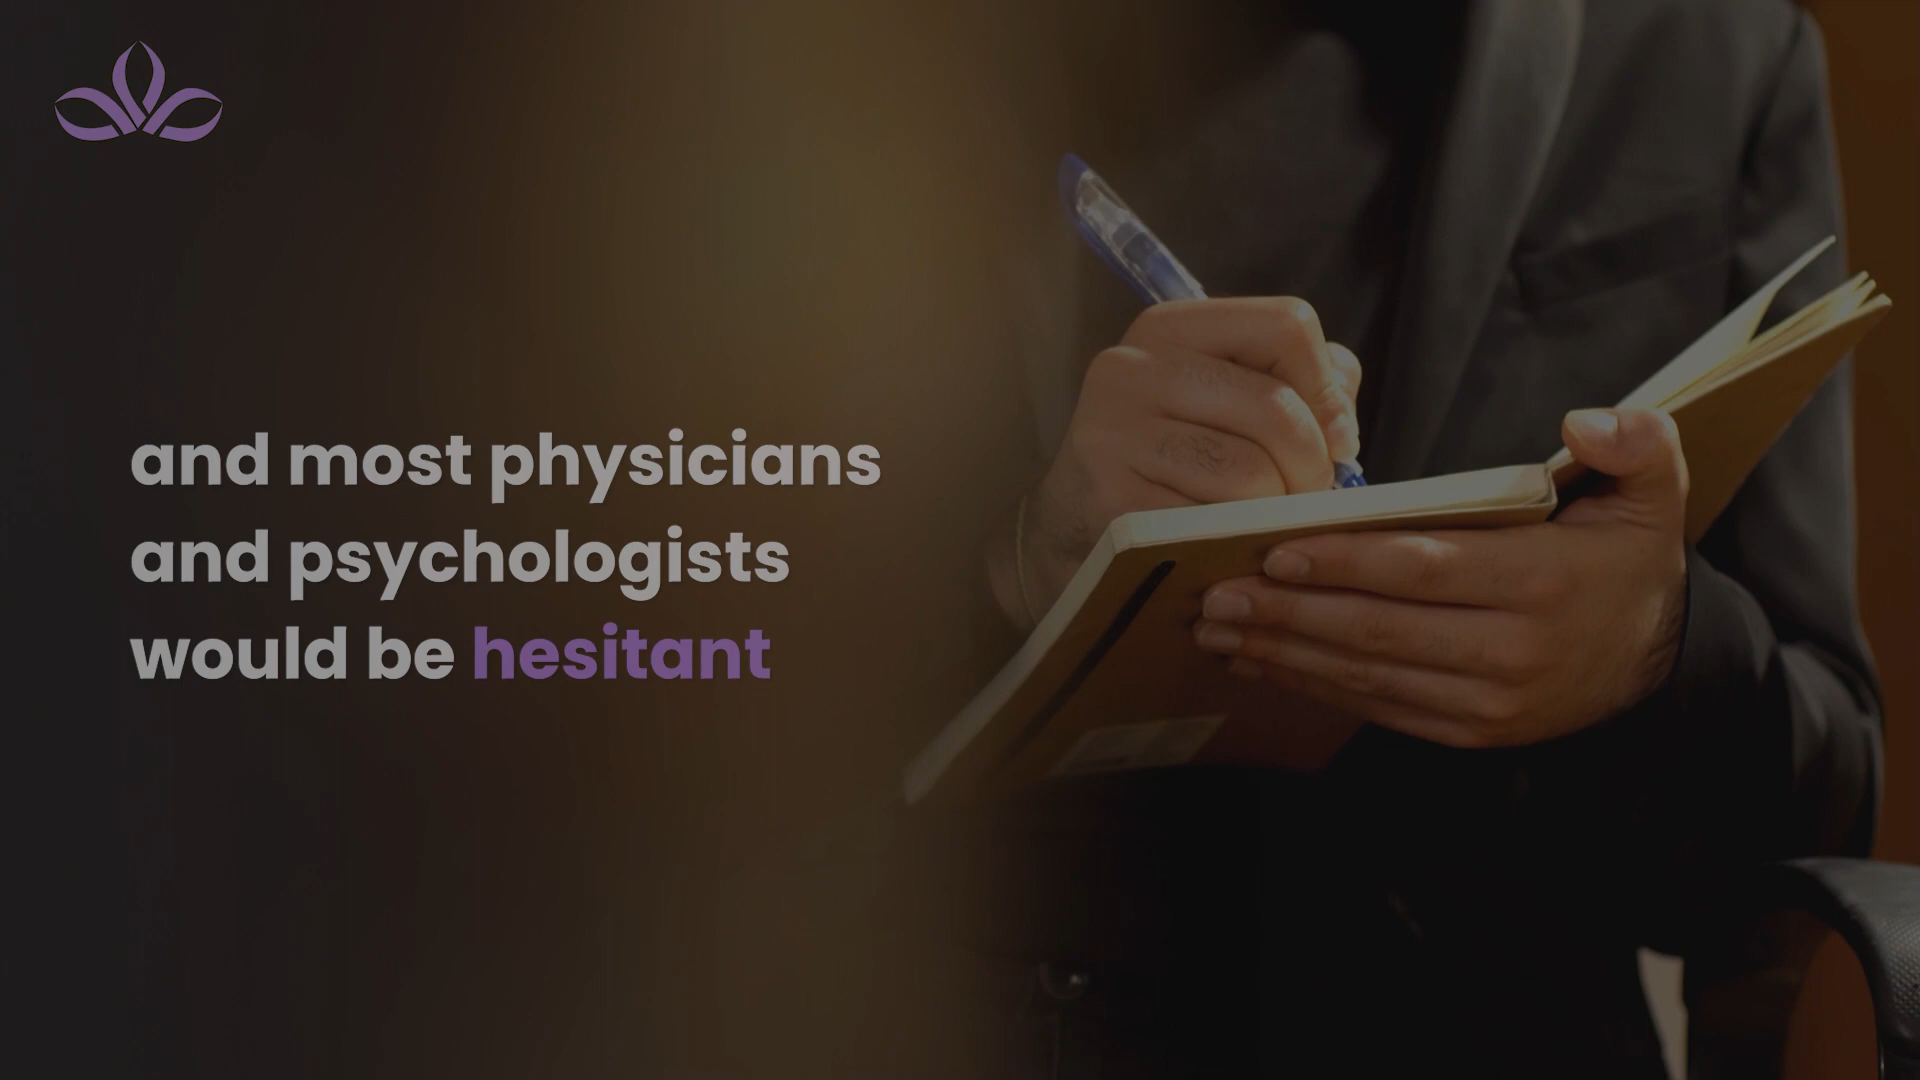 and most physicians
and psychologists
would be hesitant